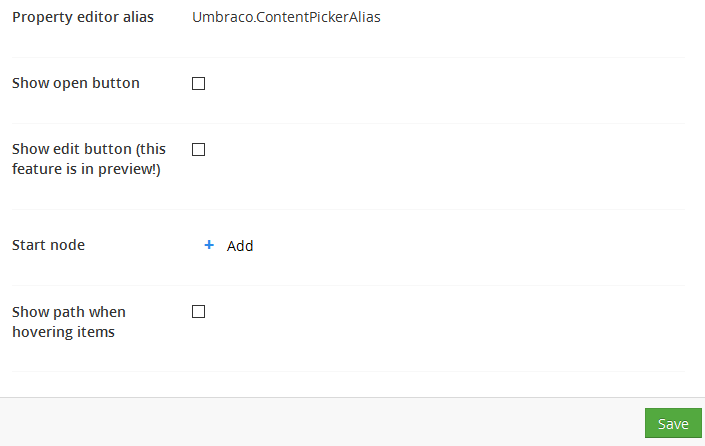 Property editor alias Umbraco.ContentPickerAlias
Show open button
Show edit button (this
feature is in preview!)
Start node + Add
Show path when
hovering items
Save